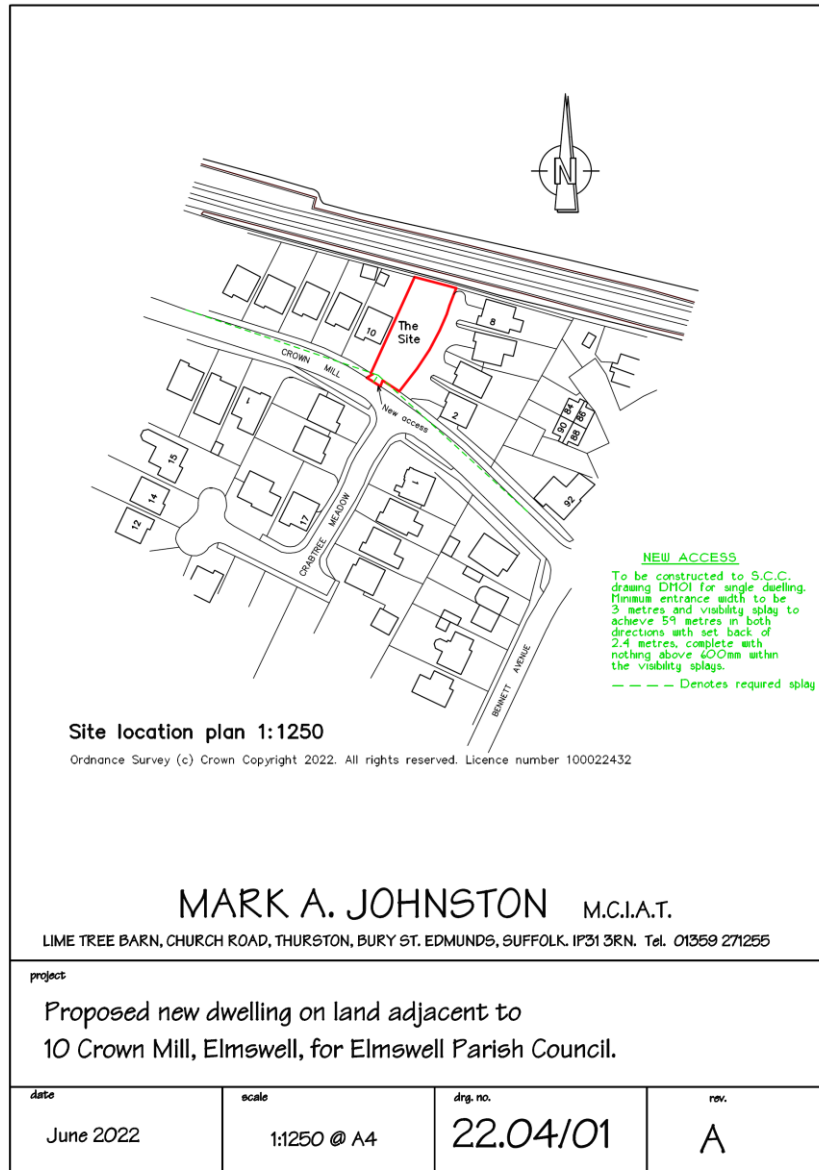 N
8
10
The
Site
CROWN MILL
New access
2
84
86
90
88
1
15
14
12
17
1
92
CRABTREE MEADOW
BENNETT AVENUE
NEW ACCESS
To be constructed to S.C.C.
drawing DM01 for single dwelling.
Minimum entrance width to be
3 metres and visibility splay to
achieve 59 metres in both
directions with set back of
2.4 metres, complete with
nothing above 600mm within
the visibility splays.
Denotes required splay
Site location plan 1:1250
Ordnance Survey (c) Crown Copyright 2022. All rights reserved. Licence number 100022432
MARK A. JOHNSTON M.C.I.A.T.
LIME TREE BARN, CHURCH ROAD, THURSTON, BURY ST. EDMUNDS, SUFFOLK. IP31 3RN. Tel. 01359 271255
project
Proposed new dwelling on land adjacent to
10 Crown Mill, Elmswell, for Elmswell Parish Council.
date
June 2022
scale
1:1250 @ A4
drg. no.
22.04/01
rev.
A